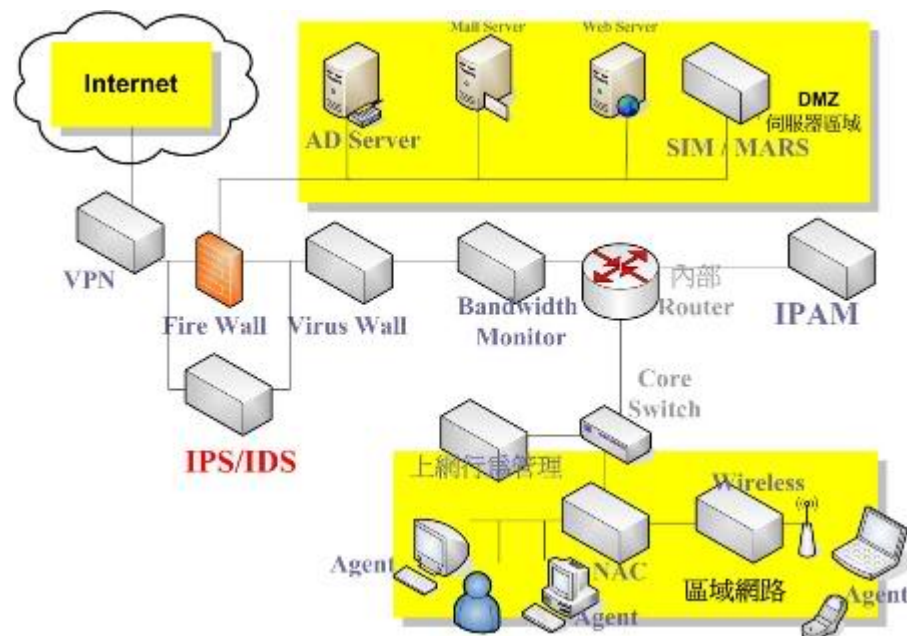 Internet
Mail Server
Web Server
AD Server
DMZ
伺服器區域
SIM / MARS
VPN
Fire Wall
Virus Wall
Bandwidth
Monitor
內部
Router
IPAM
IPS/IDS
Core
Switch
上網行為管理
Wireless
Agent
NAC
Agent
區域網路
Agent